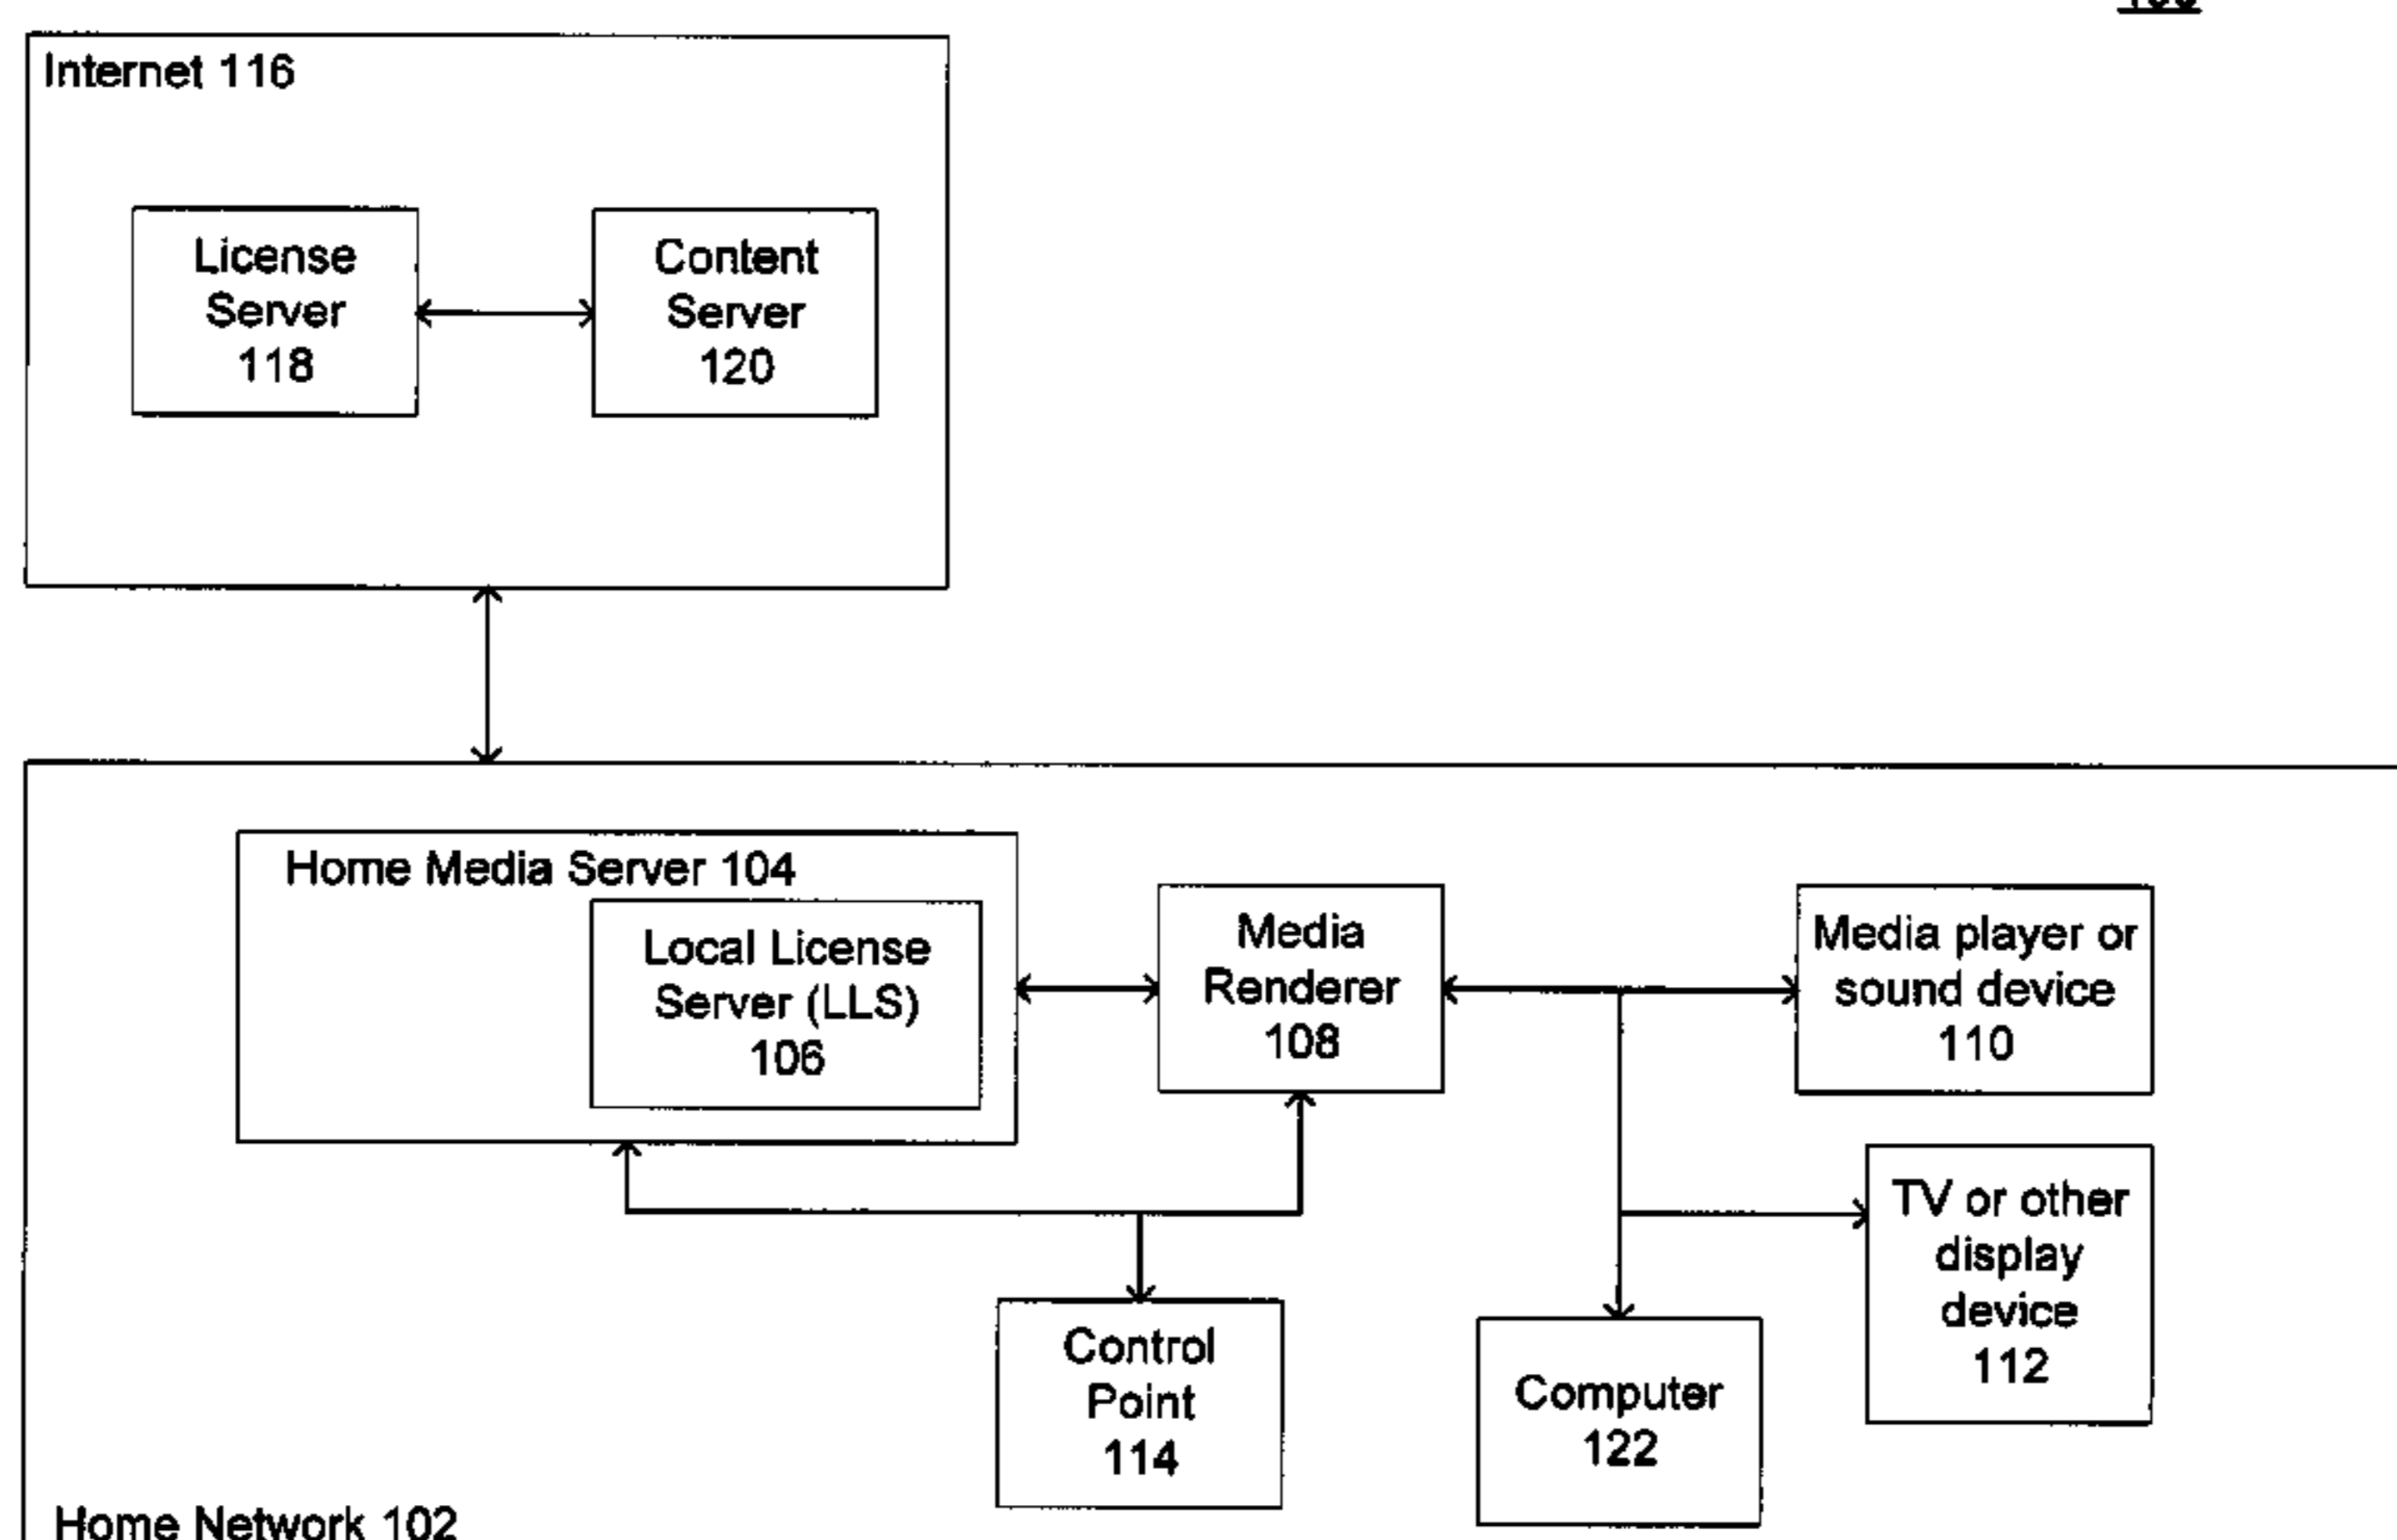 Internet 116
License
Server
118
Content
Server
120
Home Media Server 104
Local License
Server (LLS)
106
Media
Renderer
108
Media player or
sound device
110
TV or other
display
device
112
Control
Point
114
Computer
122
Home Network 102